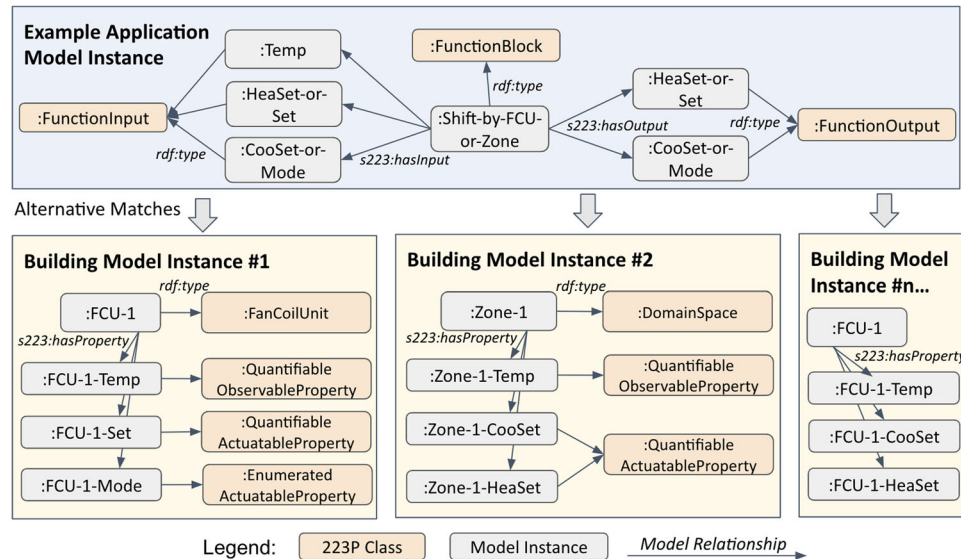 Example Application
Model Instance
:Temp
:FunctionBlock
:HeaSet-or-
Set
rdf:type
:HeaSet-or-
Set
:FunctionInput
:Shift-by-FCU-
or-Zone
s223:hasOutput
rdf:type
:FunctionOutput
:CooSet-or-
Mode
rdf:type
s223:hasInput
:CooSet-or-
Mode
Alternative Matches
Building Model Instance #1
rdf:type
:FCU-1
:FanCoilUnit
s223:hasProperty
:FCU-1-Temp
:Quantifiable
ObservableProperty
:FCU-1-Set
:Quantifiable
ActuatableProperty
:FCU-1-Mode
:Enumerated
ActuatableProperty
Building Model Instance #2
rdf:type
:Zone-1
:DomainSpace
s223:hasProperty
:Zone-1-Temp
:Quantifiable
ObservableProperty
:Zone-1-CooSet
:Quantifiable
ActuatableProperty
:Zone-1-HeaSet
Building Model
Instance #n...
:FCU-1
s223:hasProperty
:FCU-1-Temp
:FCU-1-CooSet
:FCU-1-HeaSet
Legend:
223P Class
Model Instance
Model Relationship